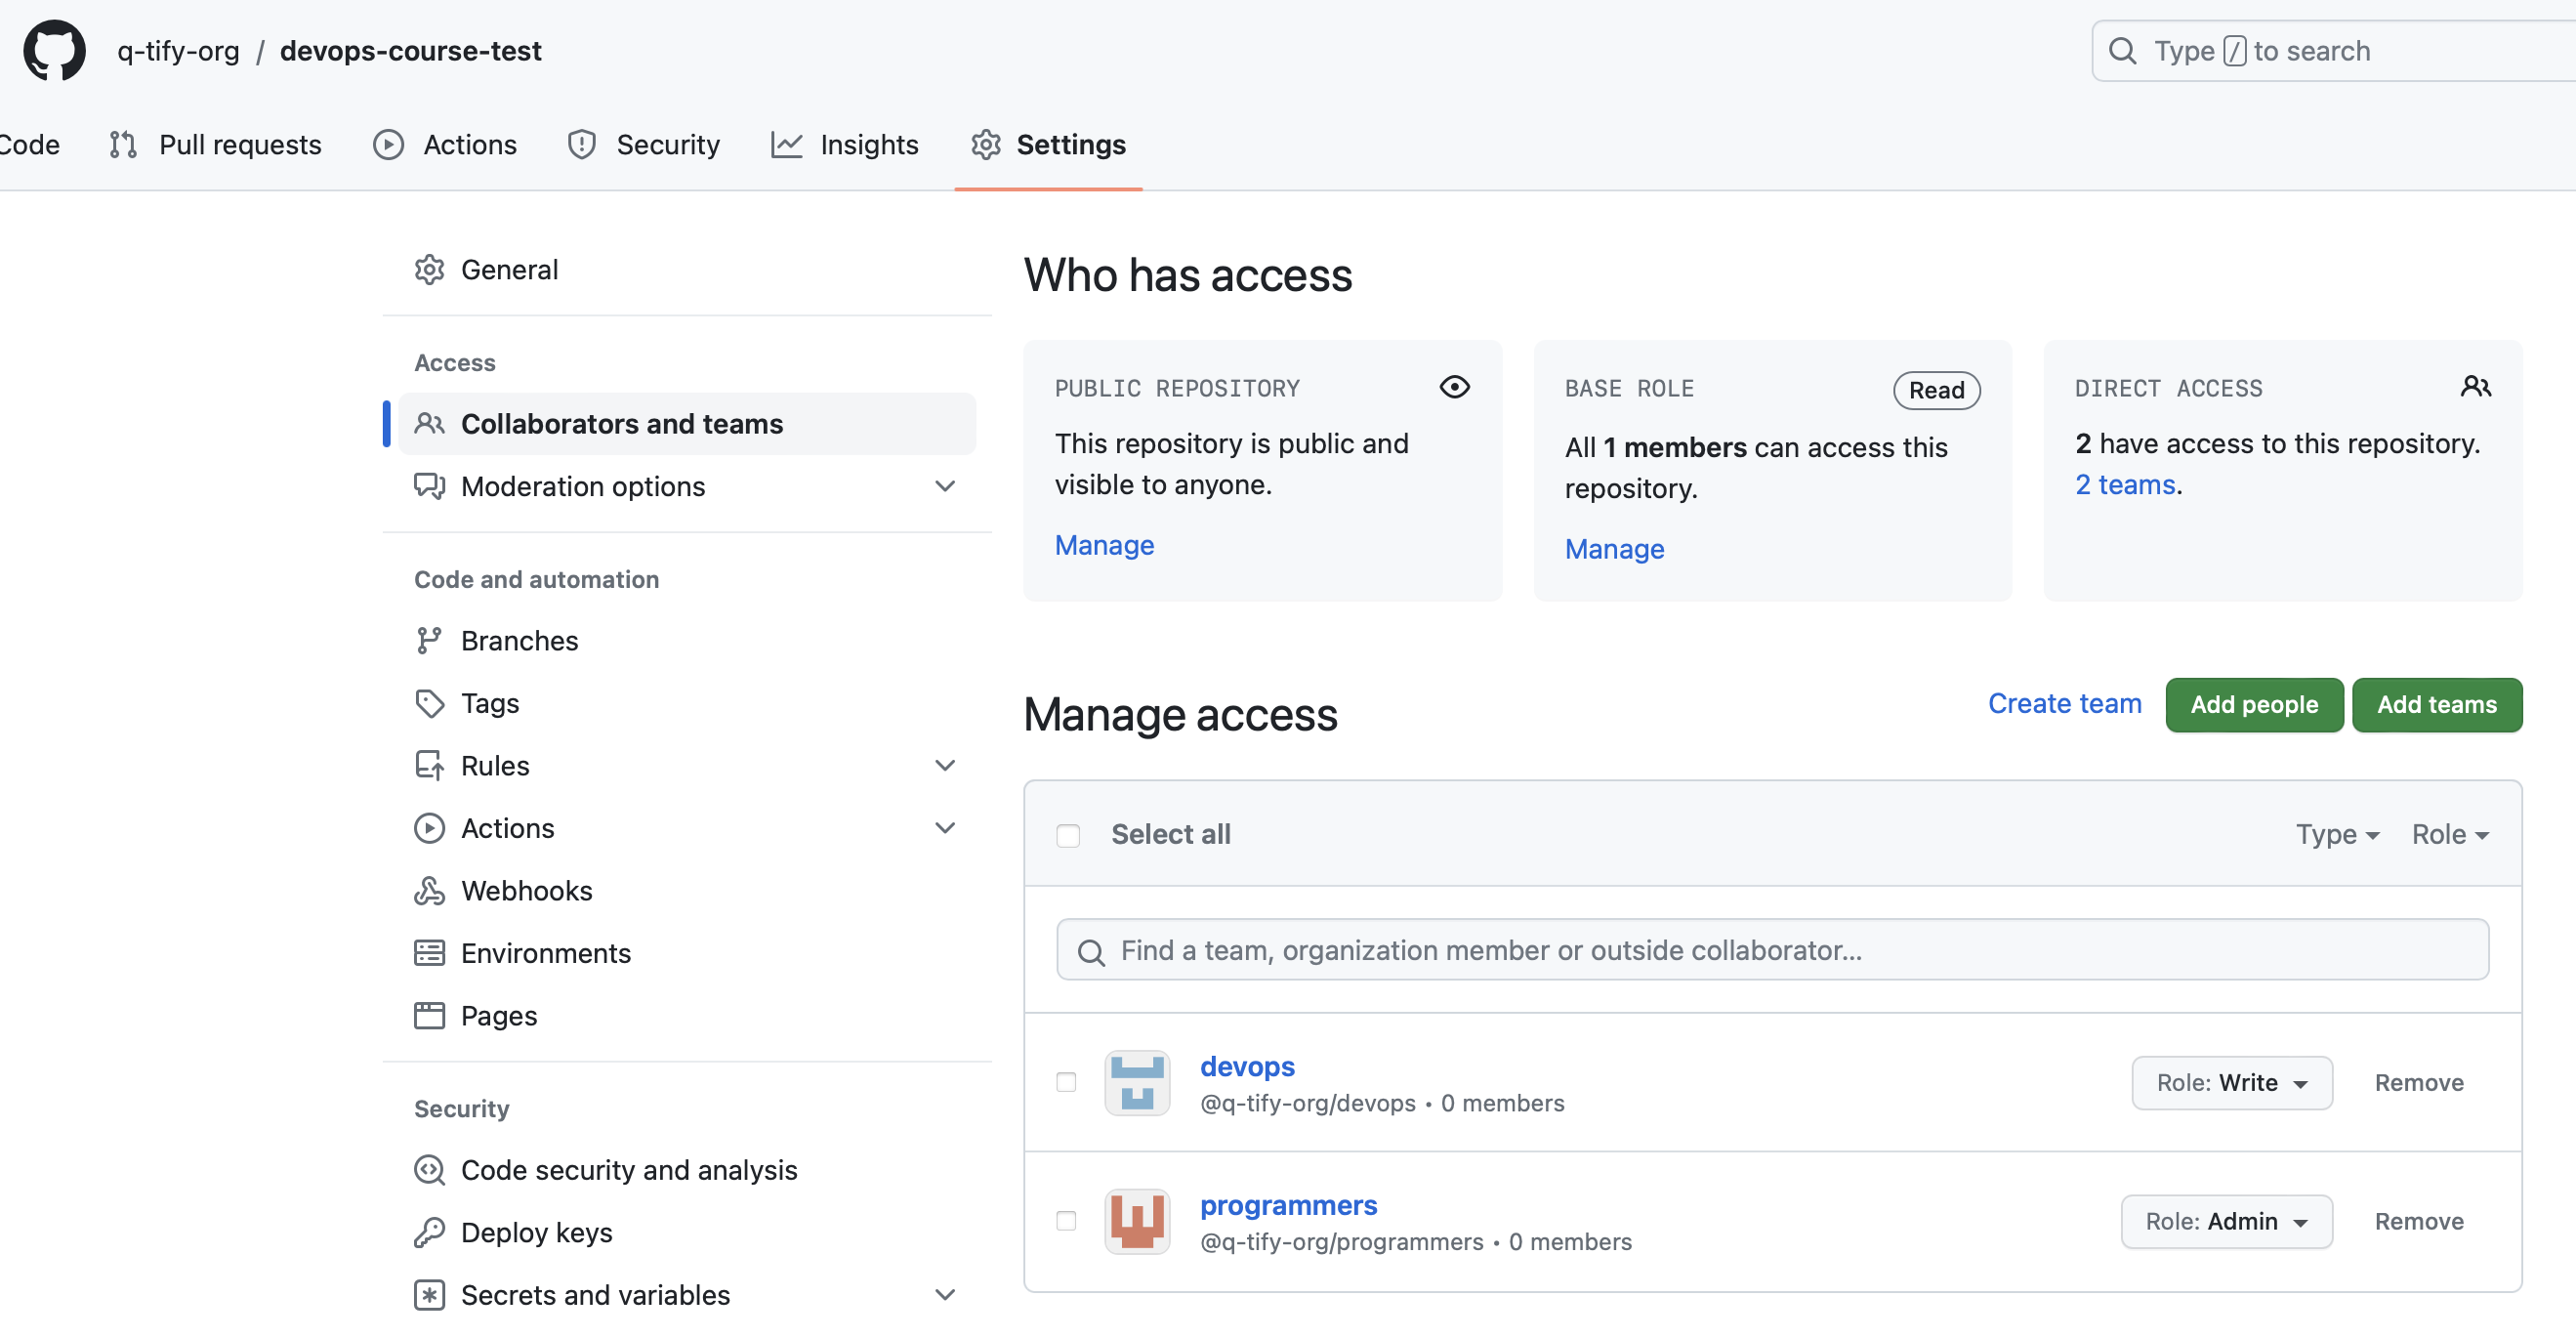 q-tify-org / devops-course-test
Type / to search
Code
Pull requests
Actions
Security
Insights
Settings
General
Access
Collaborators and teams
Moderation options
Code and automation
Branches
Tags
Rules
Actions
Webhooks
Environments
Pages
Security
Code security and analysis
Deploy keys
Secrets and variables
Who has access
PUBLIC REPOSITORY
This repository is public and
visible to anyone.
Manage
BASE ROLE
Read
All 1 members can access this
repository.
Manage
DIRECT ACCESS
2 have access to this repository.
2 teams.
Manage access
Create team
Add people
Add teams
Select all
Type
Role
Find a team, organization member or outside collaborator...
devops
@q-tify-org/devops • 0 members
Role: Write
Remove
programmers
@q-tify-org/programmers • 0 members
Role: Admin
Remove